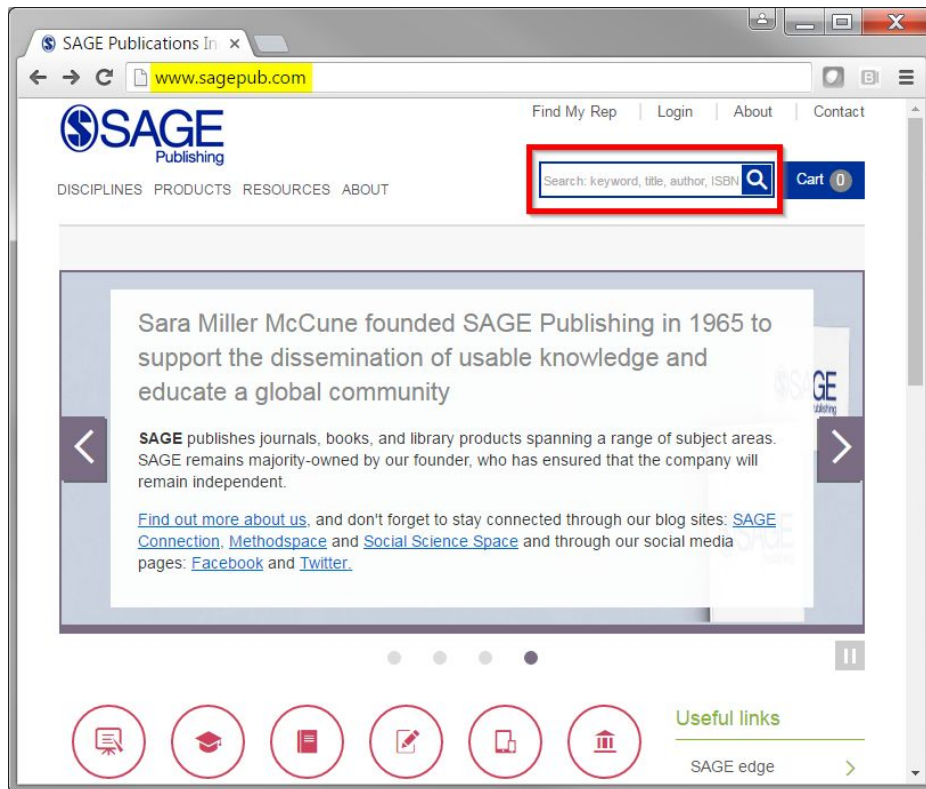 SAGE Publications In
www.sagepub.com
Find My Rep | Login | About | Contact
SAGE
Publishing
DISCIPLINES PRODUCTS RESOURCES ABOUT
Search: keyword, title, author, ISBN
Cart 0
Sara Miller McCune founded SAGE Publishing in 1965 to
support the dissemination of usable knowledge and
educate a global community
SAGE publishes journals, books, and library products spanning a range of subject areas.
SAGE remains majority-owned by our founder, who has ensured that the company will
remain independent.
Find out more about us, and don't forget to stay connected through our blog sites: SAGE
Connection, Methodspace and Social Science Space and through our social media
pages: Facebook and Twitter.
Useful links
SAGE edge